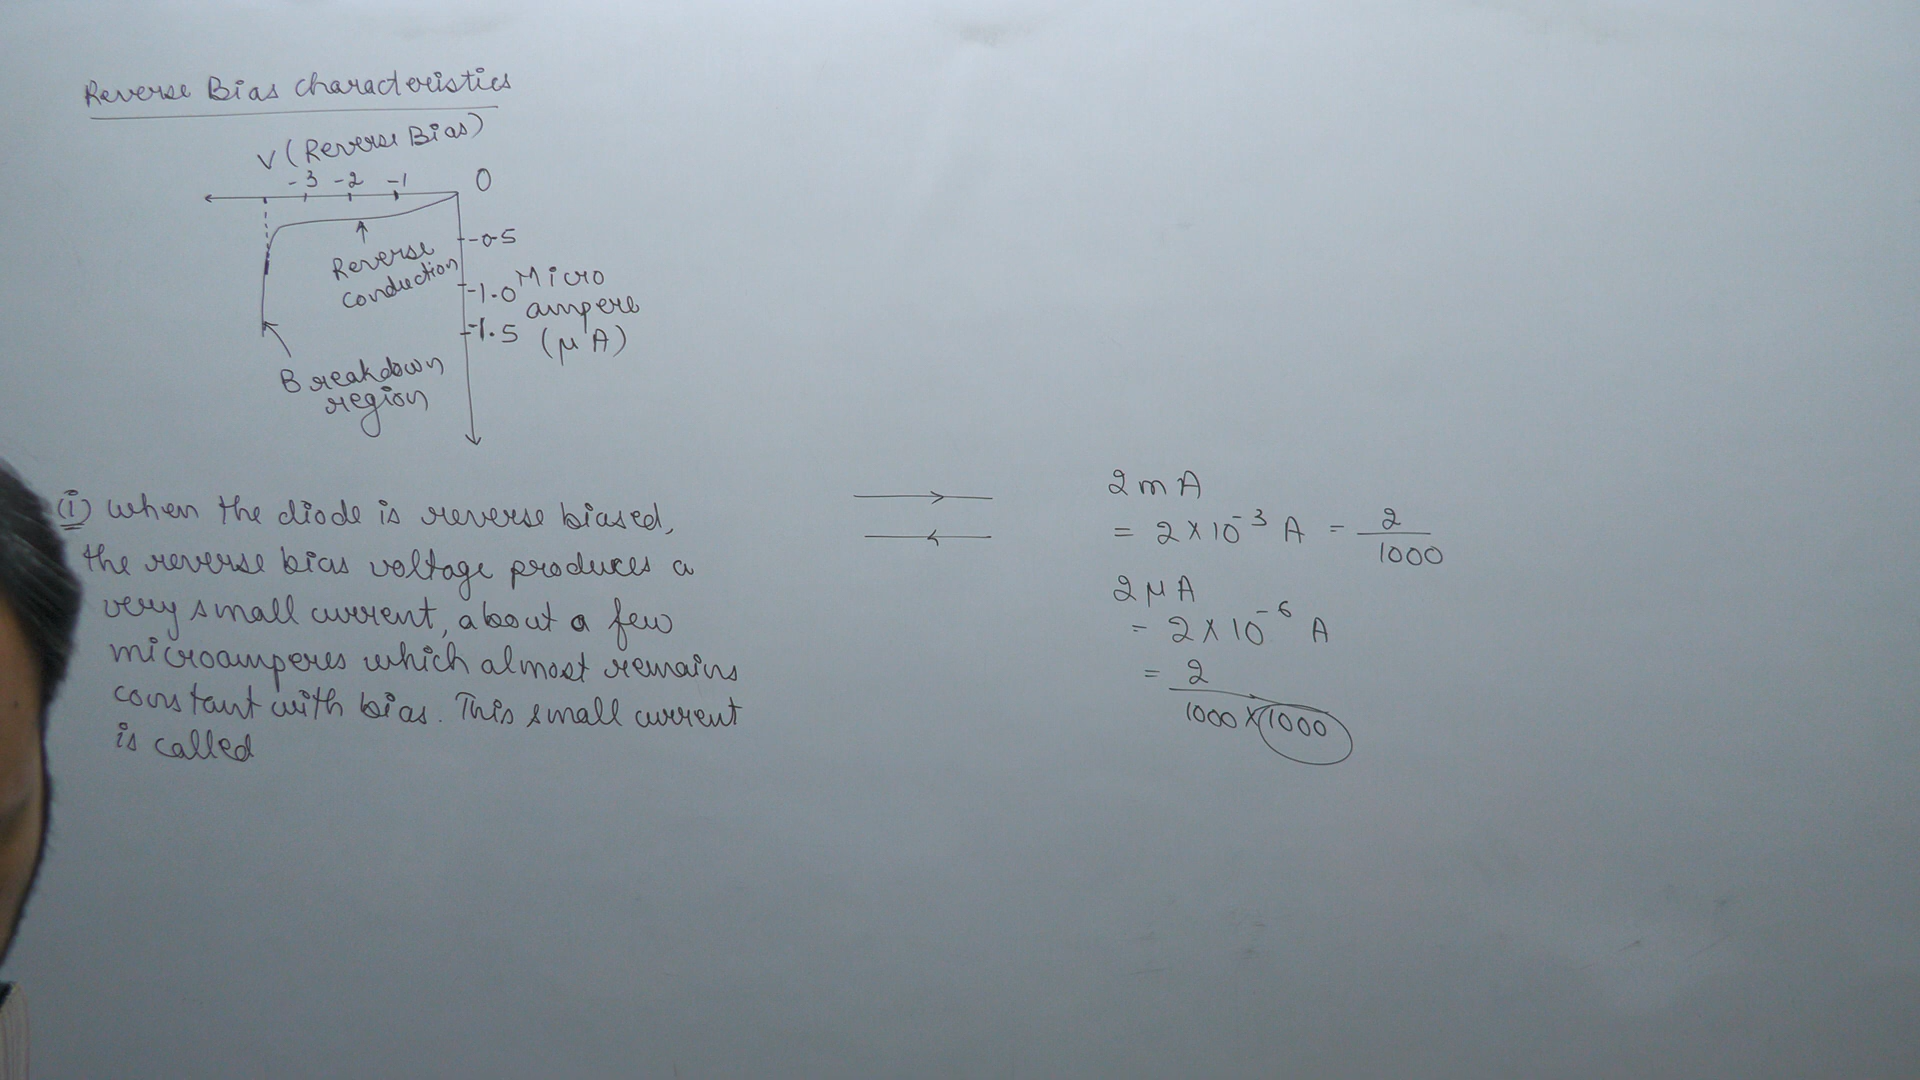 Reverse Bias characteristics
V (Reverse Bias)
-3 -2 -1 0
-0.5
Reverse
conduction
-1.0
Micro
ampere
(μA)
-1.5
Breakdown
region
(i) When the diode is reverse biased,
the reverse bias voltage produces a
very small current, about a few
microamperes which almost remains
constant with bias. This small current
is called
2 m A
= 2 × 10⁻³ A = 2/1000
2 μ A
= 2 × 10⁻⁶ A
= 2
1000 × 1000